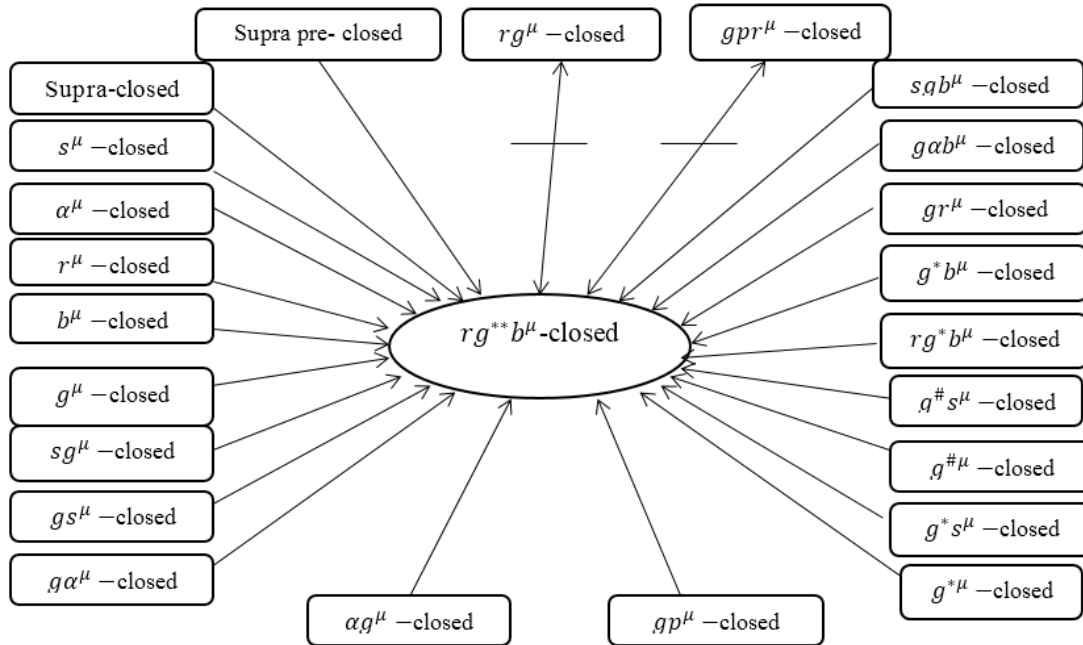 Supra pre- closed
rg^μ −closed
gpr^μ −closed
Supra-closed
s^μ −closed
α^μ −closed
r^μ −closed
b^μ −closed
g^μ −closed
sg^μ −closed
gs^μ −closed
gα^μ −closed
αg^μ −closed
gp^μ −closed
rg^**b^μ-closed
sgb^μ −closed
gαb^μ −closed
gr^μ −closed
g^*b^μ −closed
rg^*b^μ −closed
g^#s^μ −closed
g^#μ −closed
g^*s^μ −closed
g^*μ −closed